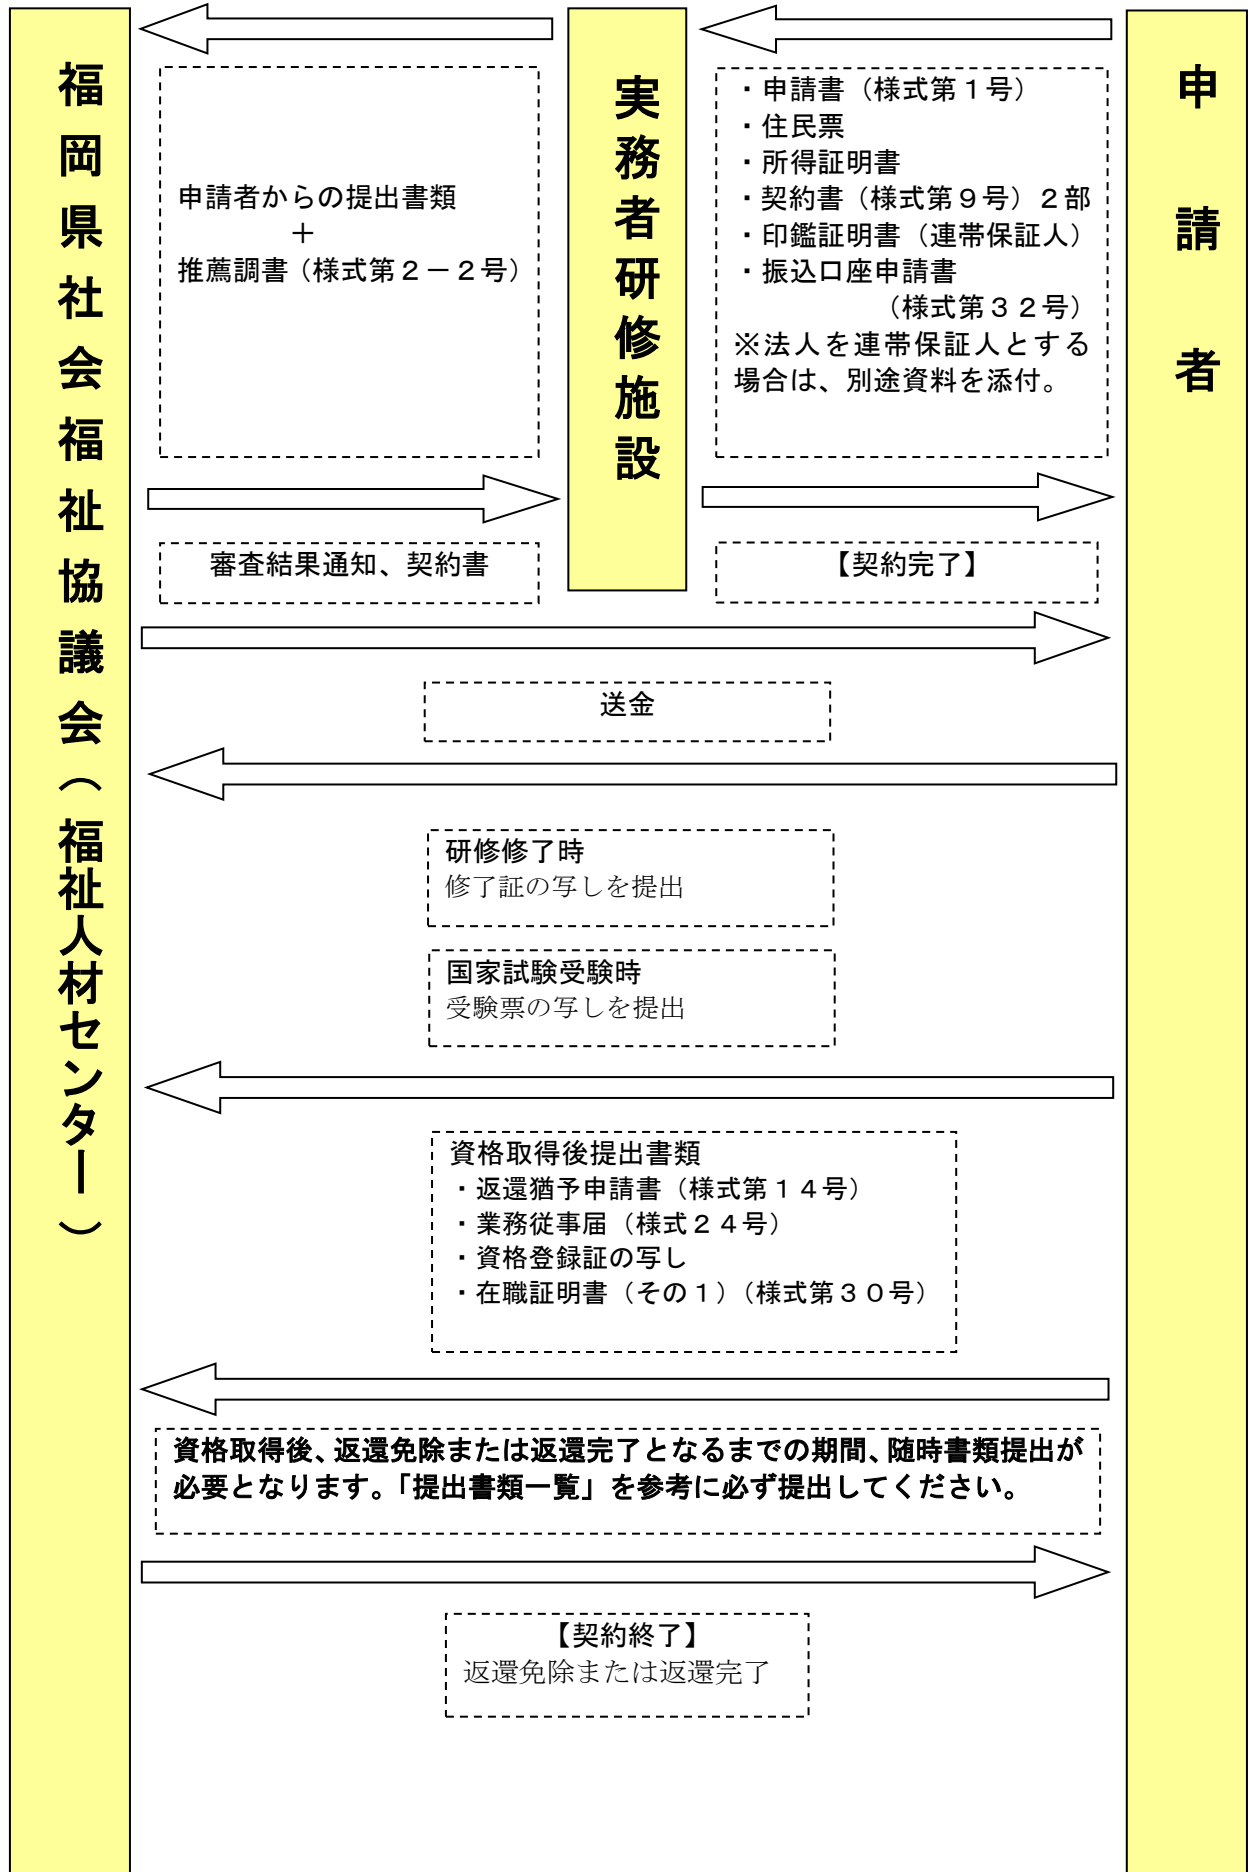 福岡県社会福祉協議会（福祉人材センター）
実務者研修施設
申請者
申請者からの提出書類
＋
推薦調書（様式第２－２号）
・申請書（様式第１号）
・住民票
・所得証明書
・契約書（様式第９号）２部
・印鑑証明書（連帯保証人）
・振込口座申請書
（様式第３２号）
※法人を連帯保証人とする
場合は、別途資料を添付。
審査結果通知、契約書
【契約完了】
送金
研修修了時
修了証の写しを提出
国家試験受験時
受験票の写しを提出
資格取得後提出書類
・返還猶予申請書（様式第１４号）
・業務従事届（様式２４号）
・資格登録証の写し
・在職証明書（その１）（様式第３０号）
資格取得後、返還免除または返還完了となるまでの期間、随時書類提出が
必要となります。「提出書類一覧」を参考に必ず提出してください。
【契約終了】
返還免除または返還完了